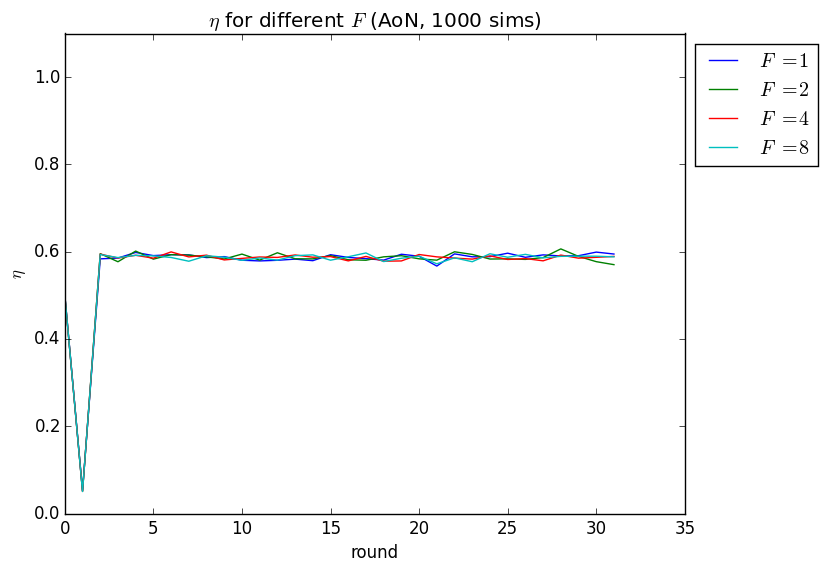 η for different F (AoN, 1000 sims)
F = 1
F = 2
F = 4
F = 8
1.0
0.8
0.6
0.4
0.2
0.0
η
0 5 10 15 20 25 30 35
round